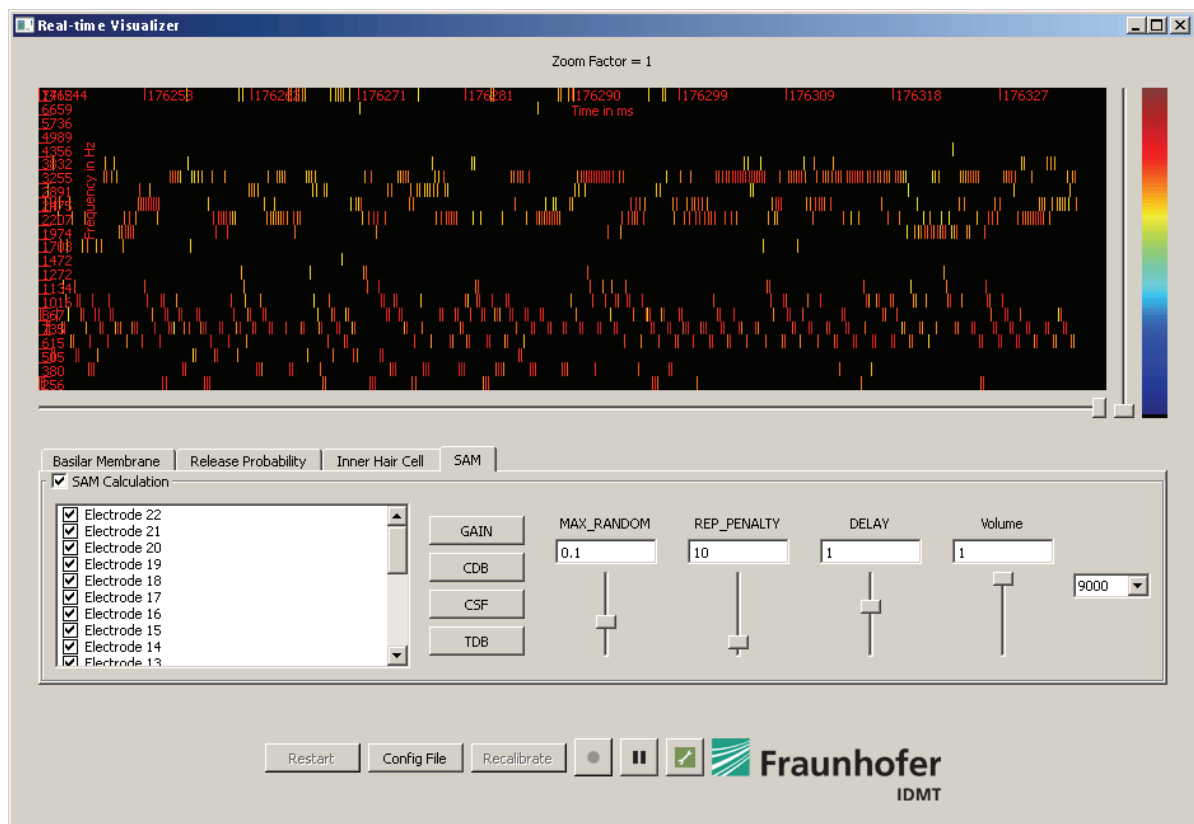 Real-time Visualizer
Zoom Factor = 1
176253 176271 176281 176290 176299 176309 176318 176327
Time in ms
Frequency in Hz
6659
5736
4989
4356
3255
2207
1974
1472
1272
1134
1016
615
505
380
Basilar Membrane Release Probability Inner Hair Cell SAM
SAM Calculation
Electrode 22
Electrode 21
Electrode 20
Electrode 19
Electrode 18
Electrode 17
Electrode 16
Electrode 15
Electrode 14
Electrode 13
GAIN
CDB
CSF
TDB
MAX_RANDOM REP_PENALTY DELAY Volume
0.1 10 1 1
9000
Restart Config File Recalibrate
Fraunhofer
IDMT